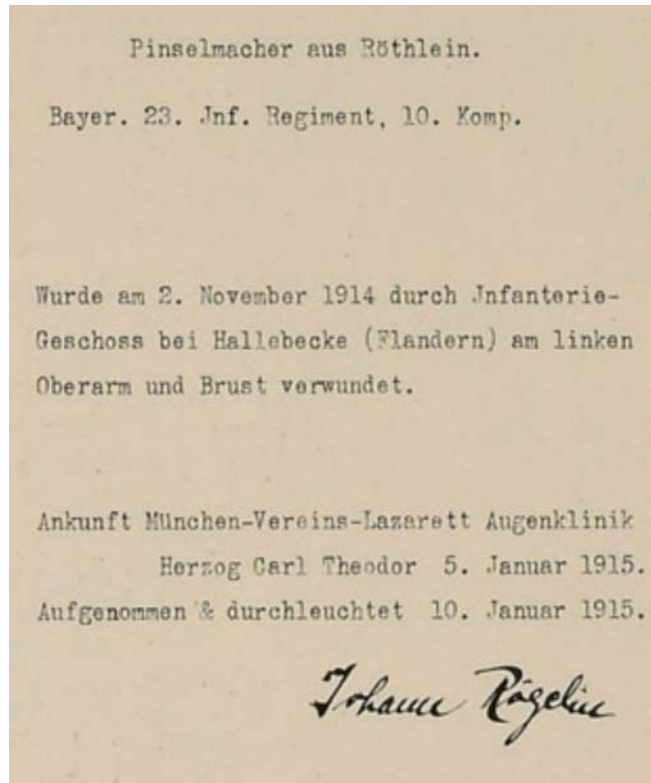 Pinselmacher aus Röthlein.
Bayer. 23. Jnf. Regiment, 10. Komp.
Wurde am 2. November 1914 durch Jnfanterie-
Geschoss bei Hallebecke (Flandern) am linken
Oberarm und Brust verwundet.
Ankunft München-Vereins-Lazarett Augenklinik
Herzog Carl Theodor 5. Januar 1915.
Aufgenommen & durchleuchtet 10. Januar 1915.
Johann Rögelin